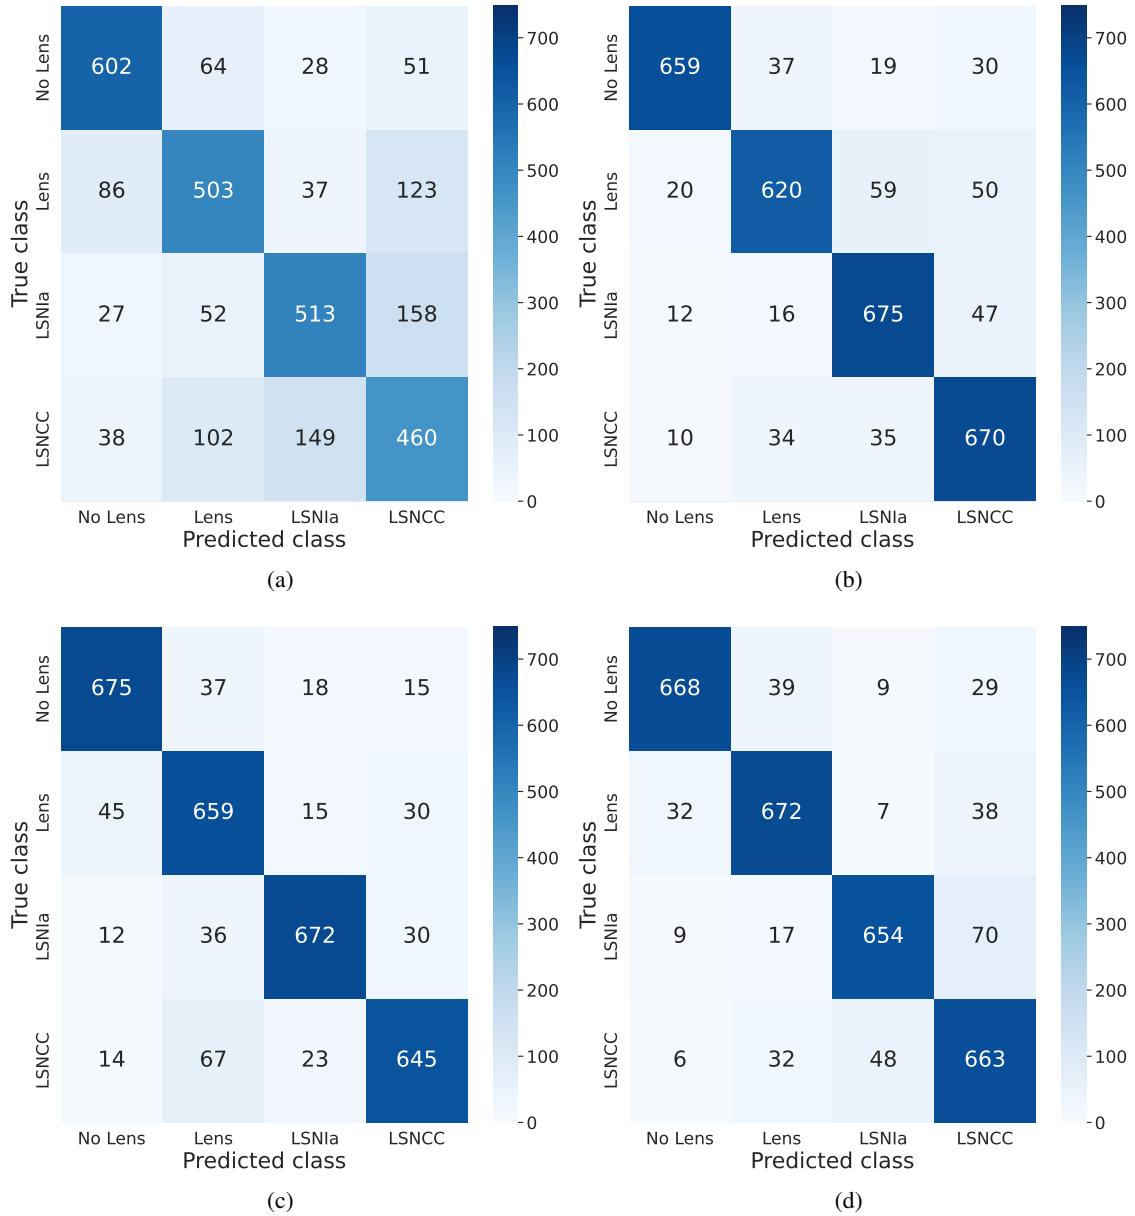 No Lens 602 64 28 51
Lens 86 503 37 123
LSNIa 27 52 513 158
LSNCC 38 102 149 460
True class
No Lens Lens LSNIa LSNCC
Predicted class
700
600
500
400
300
200
100
0
(a)
No Lens 659 37 19 30
Lens 20 620 59 50
LSNIa 12 16 675 47
LSNCC 10 34 35 670
True class
No Lens Lens LSNIa LSNCC
Predicted class
700
600
500
400
300
200
100
0
(b)
No Lens 675 37 18 15
Lens 45 659 15 30
LSNIa 12 36 672 30
LSNCC 14 67 23 645
True class
No Lens Lens LSNIa LSNCC
Predicted class
700
600
500
400
300
200
100
0
(c)
No Lens 668 39 9 29
Lens 32 672 7 38
LSNIa 9 17 654 70
LSNCC 6 32 48 663
True class
No Lens Lens LSNIa LSNCC
Predicted class
700
600
500
400
300
200
100
0
(d)